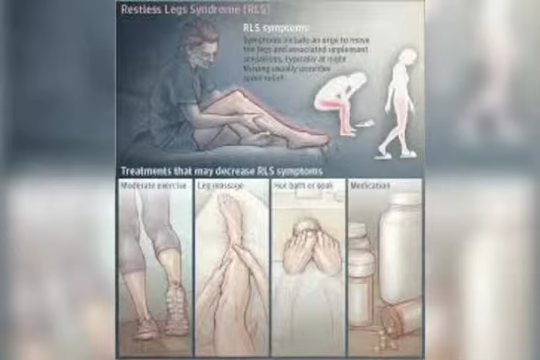 Restless Legs Syndrome (RLS)
RLS symptoms
Symptoms include an urge to move
the legs and associated unpleasant
sensations, typically at night
Moving usually provides
some relief
Treatments that may decrease RLS symptoms
Moderate exercise
Leg massage
Hot bath or soak
Medication